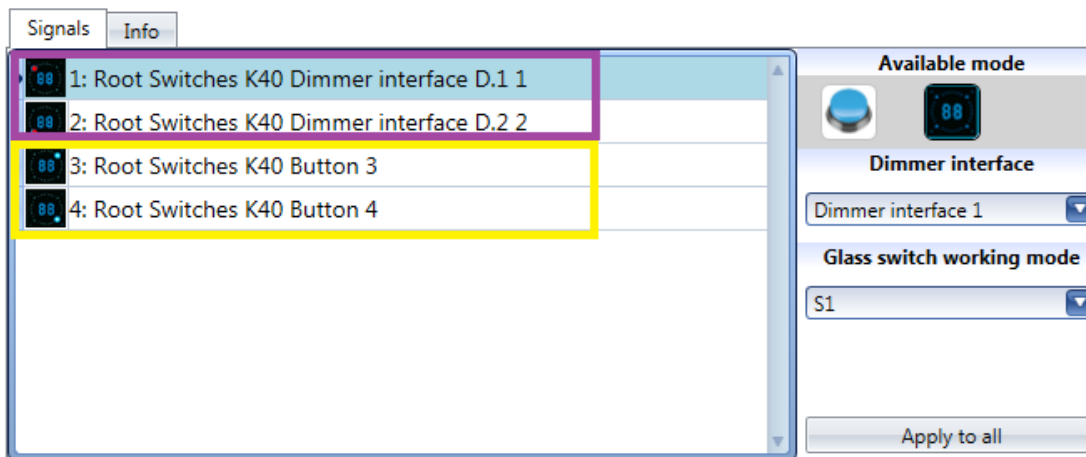 Signals Info
1: Root Switches K40 Dimmer interface D.1 1
2: Root Switches K40 Dimmer interface D.2 2
3: Root Switches K40 Button 3
4: Root Switches K40 Button 4
Available mode
88
Dimmer interface
Dimmer interface 1
Glass switch working mode
S1
Apply to all